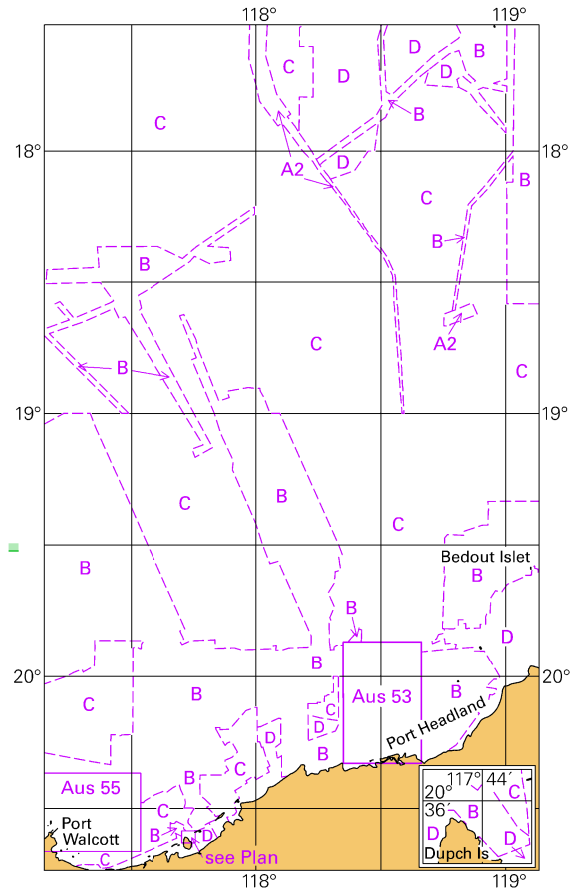 118° 119°
C D D B
D
C B
18° 18°
D
A2
B
C
B
B
A2
C
B C
19° 19°
B
C C
B Bedout Islet
B
B
D
B
20° 20°
C B C Aus 53 B
D D
Port Headland
B
C
Aus 55 B
117° 44´
20° C
C 36´ B
Port
Walcott B D D D
C see Plan Dupch Is
118° 119°